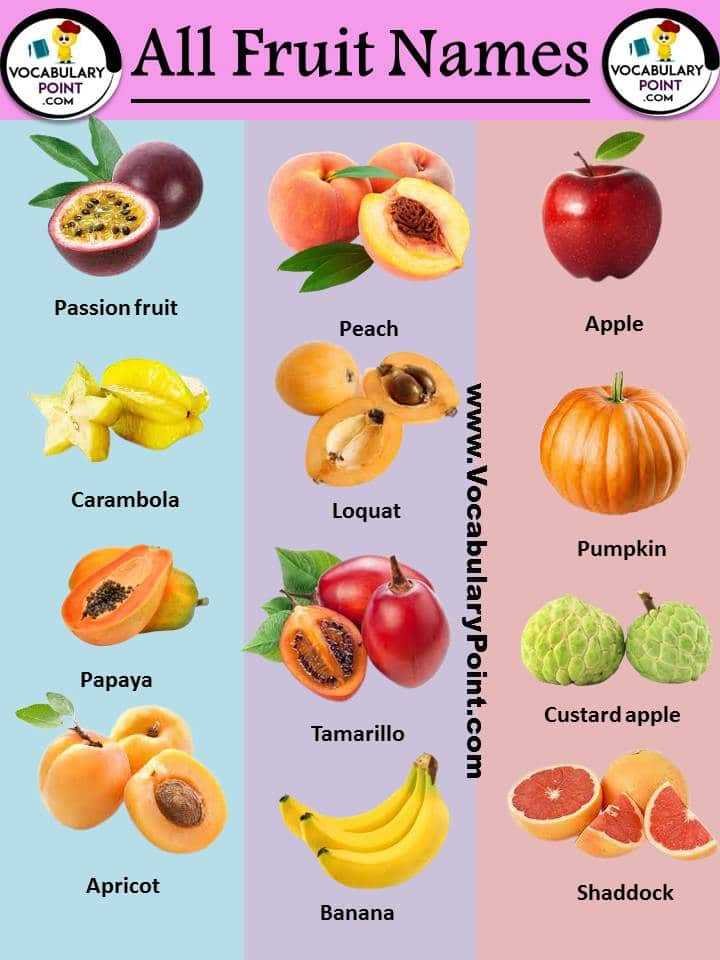 VOCABULARY
POINT
.COM
All Fruit Names
VOCABULARY
POINT
.COM
Passion fruit
Peach
Apple
Carambola
Loquat
Pumpkin
Papaya
Tamarillo
Custard apple
Apricot
Banana
Shaddock
www.VocabularyPoint.com